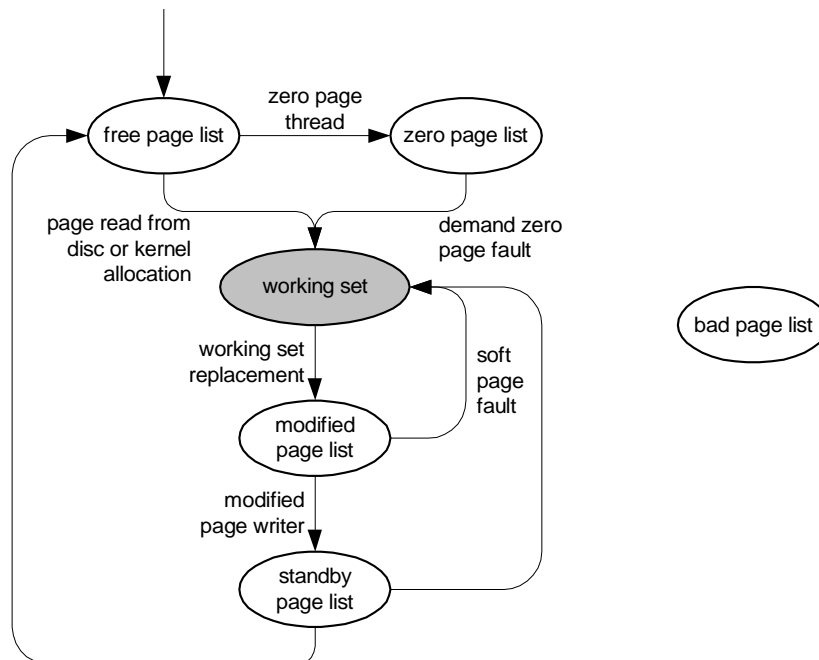 zero page
thread
free page list
zero page list
page read from
disc or kernel
allocation
demand zero
page fault
working set
bad page list
working set
replacement
soft
page
fault
modified
page list
modified
page writer
standby
page list